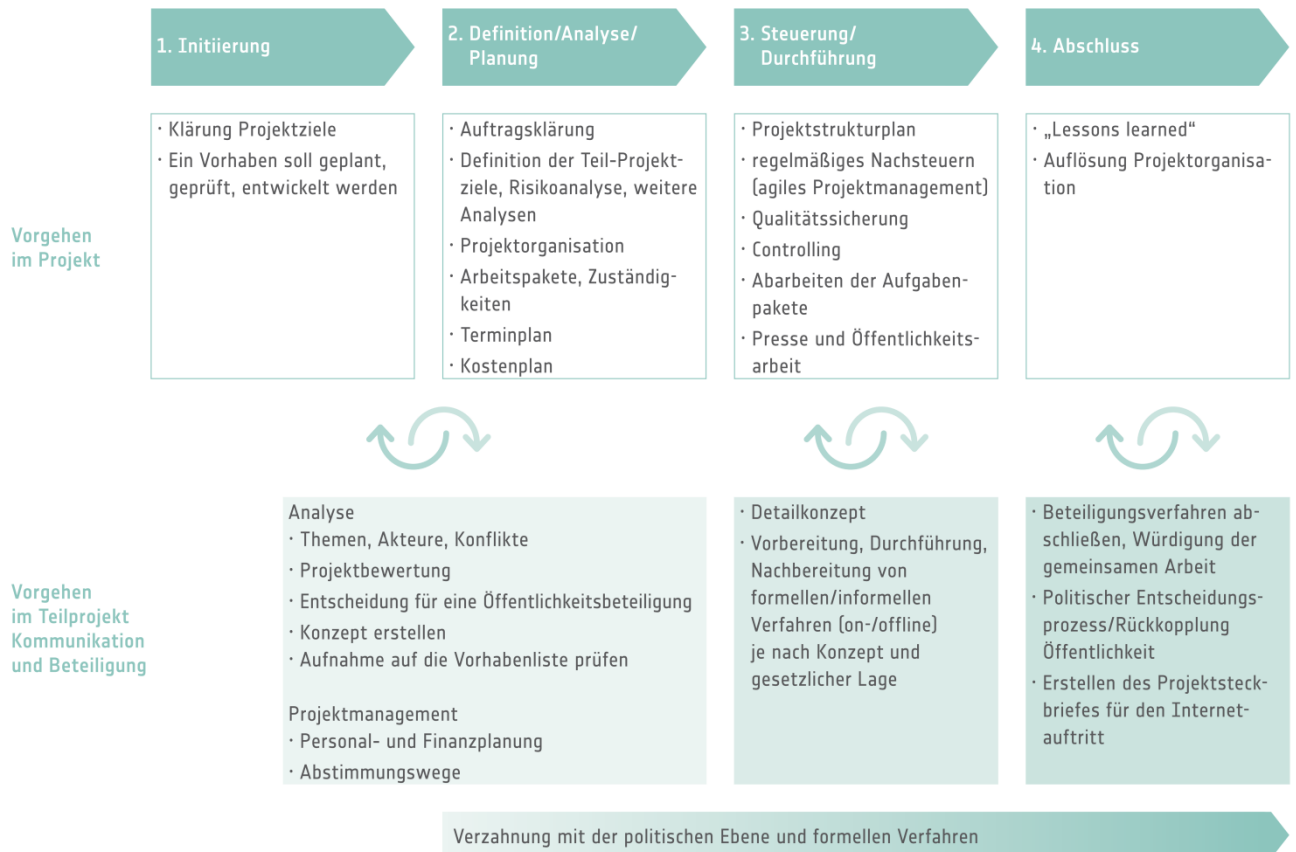 1. Initiierung
2. Definition/Analyse/
Planung
3. Steuerung/
Durchführung
4. Abschluss
Vorgehen
im Projekt
· Klärung Projektziele
· Ein Vorhaben soll geplant,
geprüft, entwickelt werden
· Auftragsklärung
· Definition der Teil-Projekt-
ziele, Risikoanalyse, weitere
Analysen
· Projektorganisation
· Arbeitspakete, Zuständig-
keiten
· Terminplan
· Kostenplan
· Projektstrukturplan
· regelmäßiges Nachsteuern
(agiles Projektmanagement)
· Qualitätssicherung
· Controlling
· Abarbeiten der Aufgaben-
pakete
· Presse und Öffentlichkeits-
arbeit
· „Lessons learned“
· Auflösung Projektorganisa-
tion
Vorgehen
im Teilprojekt
Kommunikation
und Beteiligung
Analyse
· Themen, Akteure, Konflikte
· Projektbewertung
· Entscheidung für eine Öffentlichkeitsbeteiligung
· Konzept erstellen
· Aufnahme auf die Vorhabenliste prüfen
Projektmanagement
· Personal- und Finanzplanung
· Abstimmungswege
· Detailkonzept
· Vorbereitung, Durchführung,
Nachbereitung von
formellen/informellen
Verfahren (on-/offline)
je nach Konzept und
gesetzlicher Lage
· Beteiligungsverfahren ab-
schließen, Würdigung der
gemeinsamen Arbeit
· Politischer Entscheidungs-
prozess/Rückkopplung
Öffentlichkeit
· Erstellen des Projektsteck-
briefes für den Internet-
auftritt
Verzahnung mit der politischen Ebene und formellen Verfahren